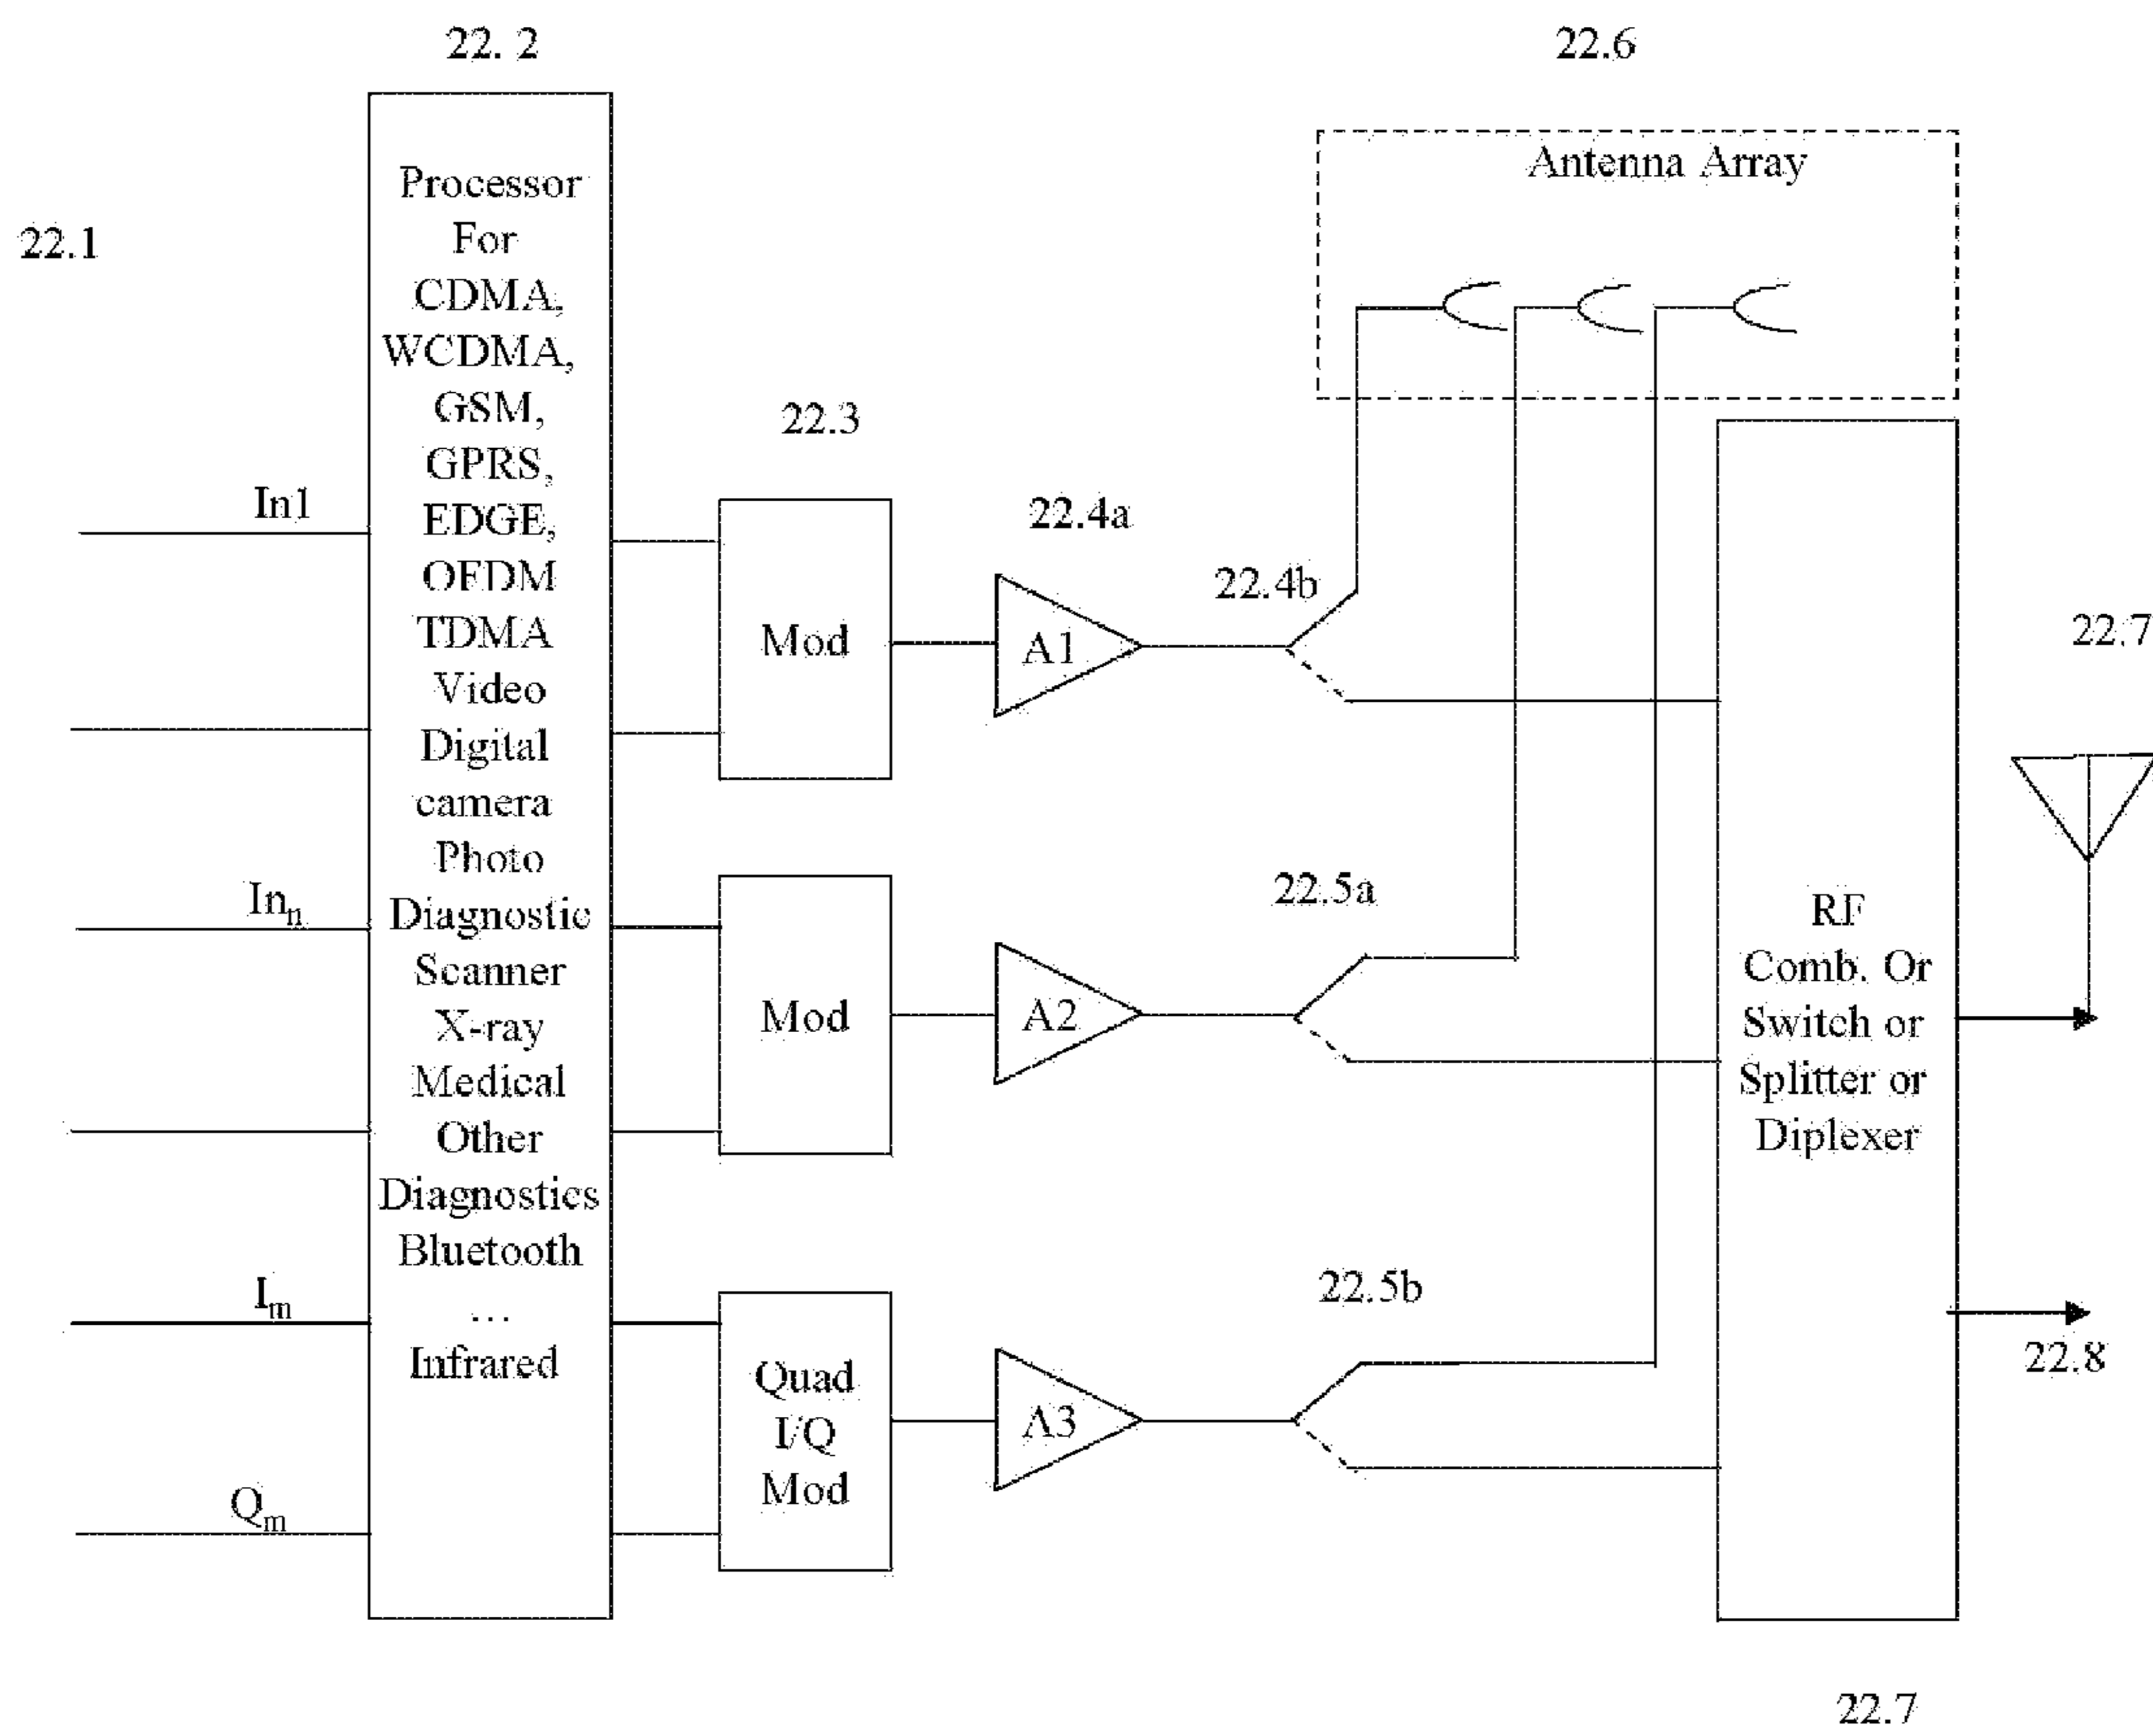 22. 2
22.6
Antenna Array
22.1
Processor
For
CDMA,
WCDMA,
GSM,
GPRS,
EDGE,
OFDM
TDMA
Video
Digital
camera
Photo
Diagnostic
Scanner
X-ray
Medical
Other
Diagnostics
Bluetooth
...
Infrared
In1
In_n
I_m
Q_m
22.3
Mod
Mod
Quad
I/Q
Mod
22.4a
A1
22.4b
A2
22.5a
A3
22.5b
RF
Comb. Or
Switch or
Splitter or
Diplexer
22.7
22.8
22.7